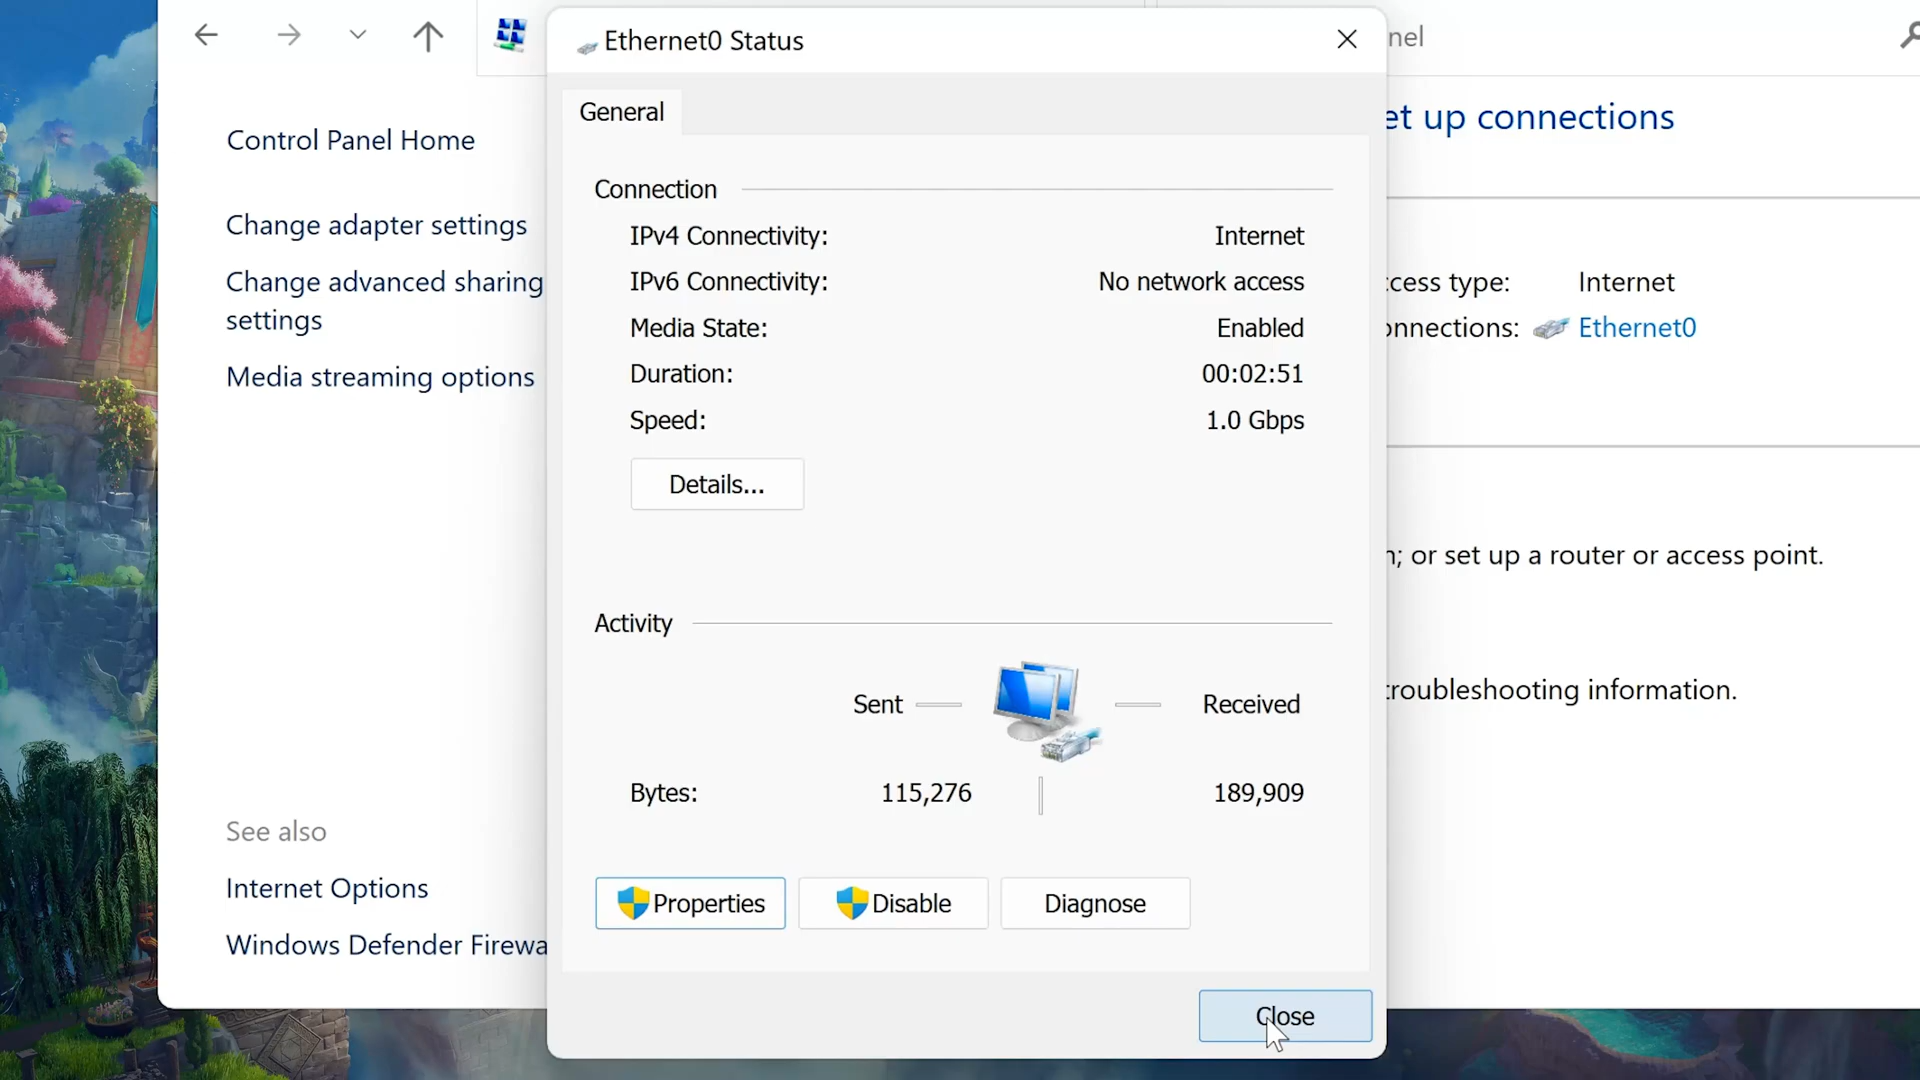 Ethernet0 Status
nel
General
Control Panel Home
Change adapter settings
Change advanced sharing
settings
Media streaming options
See also
Internet Options
Windows Defender Firewa
Connection
IPv4 Connectivity: Internet
IPv6 Connectivity: No network access
Media State: Enabled
Duration: 00:02:51
Speed: 1.0 Gbps
Details...
Activity
Sent Received
Bytes: 115,276 189,909
Properties Disable Diagnose
Close
et up connections
ccess type: Internet
onnections: Ethernet0
n; or set up a router or access point.
troubleshooting information.